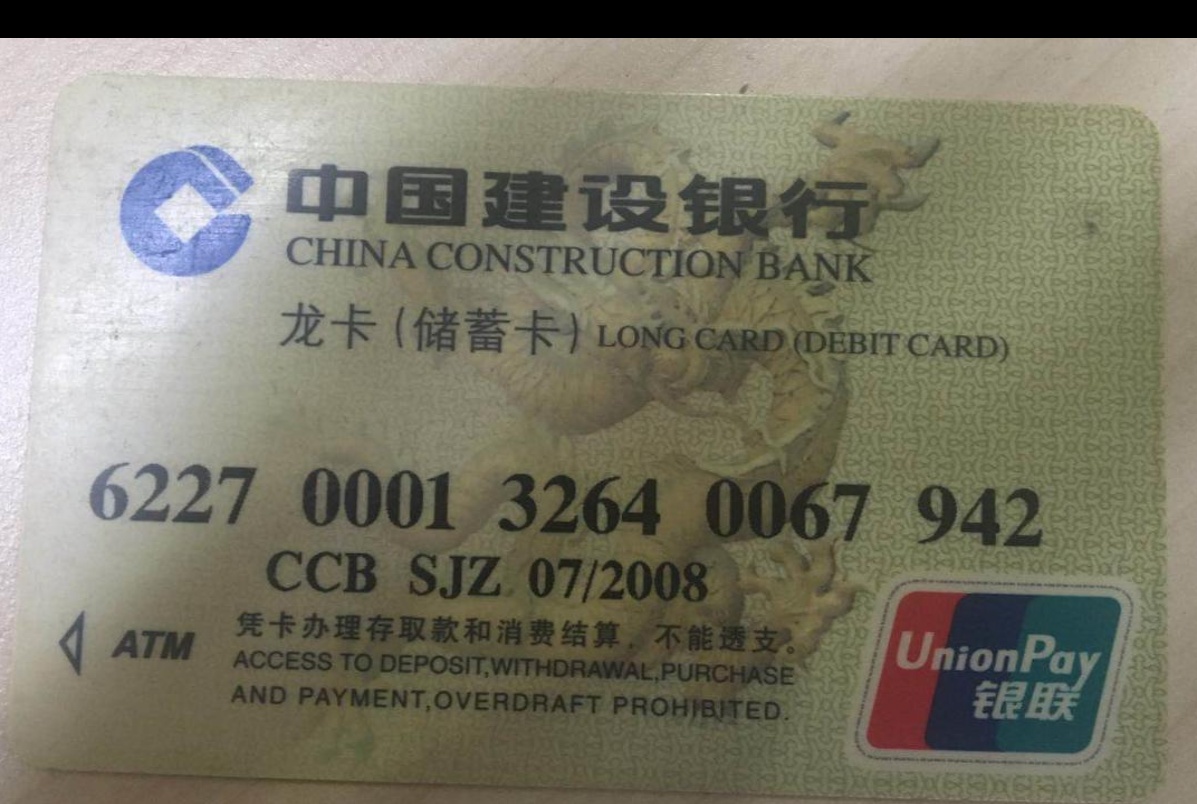 中国建设银行
CHINA CONSTRUCTION BANK
龙卡(储蓄卡) LONG CARD (DEBIT CARD)
6227 0001 3264 0067 942
CCB SJZ 07/2008
ATM
凭卡办理存取款和消费结算，不能透支。
ACCESS TO DEPOSIT,WITHDRAWAL,PURCHASE
AND PAYMENT,OVERDRAFT PROHIBITED.
UnionPay
银联